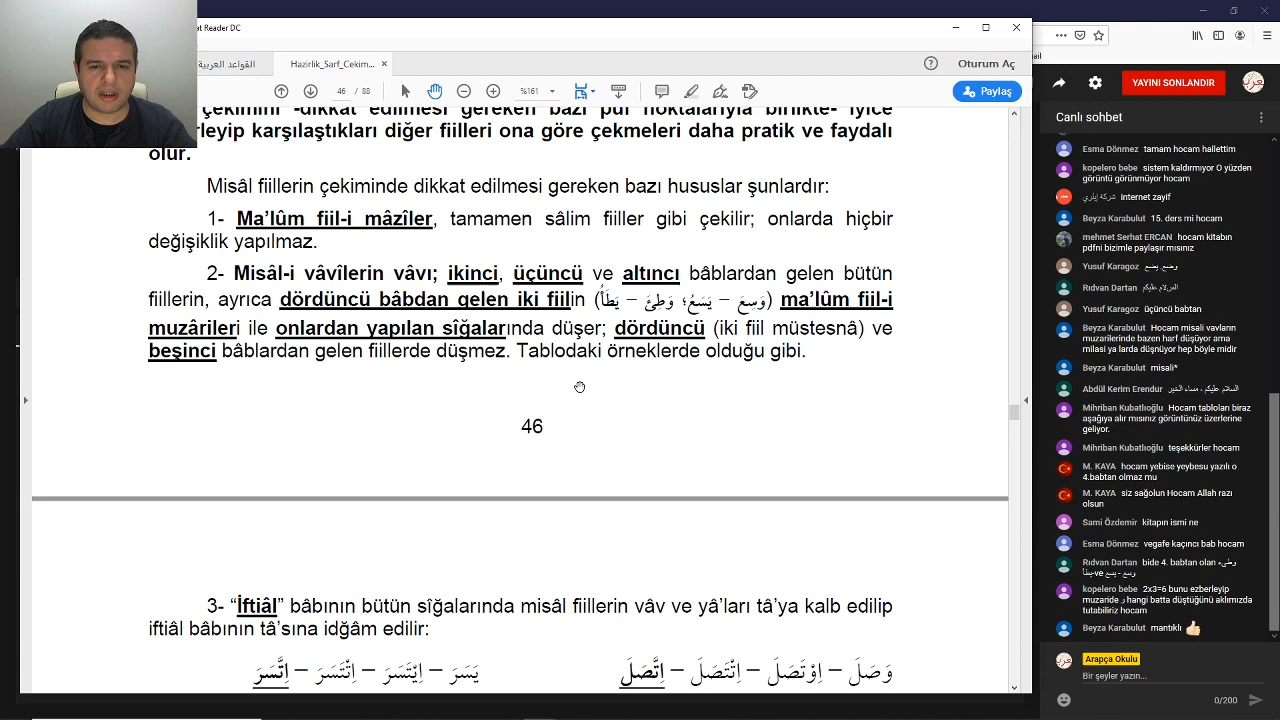 at Reader DC
القواعد العربية
Hazirlik_Sarf_Cekim...
Oturum Aç
46 / 88
%161
Paylaş
olur.
erleyip karşılaştıkları diğer fiilleri ona göre çekmeleri daha pratik ve faydalı
Misâl fiillerin çekiminde dikkat edilmesi gereken bazı hususlar şunlardır:
1- Ma’lûm fiil-i mâzîler, tamamen sâlim fiiller gibi çekilir; onlarda hiçbir
değişiklik yapılmaz.
2- Misâl-i vâvîlerin vâvı; ikinci, üçüncü ve altıncı bâblardan gelen bütün
fiillerin, ayrıca dördüncü bâbdan gelen iki fiilin (وَسِعَ – يَسَعُ؛ وَطِئَ – يَطَأُ) ma’lûm fiil-i
muzârileri ile onlardan yapılan sîğalarında düşer; dördüncü (iki fiil müstesnâ) ve
beşinci bâblardan gelen fiillerde düşmez. Tablodaki örneklerde olduğu gibi.
46
3- “İftiâl” bâbının bütün sîğalarında misâl fiillerin vâv ve yâ’ları tâ’ya kalb edilip
iftiâl bâbının tâ’sına idğâm edilir:
وَصَلَ – اِوْتَصَلَ – اِتْتَصَلَ – اِتَّصَلَ
يَسَرَ – اِيْتَسَرَ – اِتْتَسَرَ – اِتَّسَرَ
YAYINI SONLANDIR
Canlı sohbet
Esma Dönmez tamam hocam hallettim
kopelero bebe sistem kaldırmıyor O yüzden
görüntü görünmüyor hocam
شركة إيلري internet zayif
Beyza Karabulut 15. ders mi hocam
mehmet Serhat ERCAN hocam kitabın
pdfni bizimle paylaşır mısınız
Yusuf Karagoz وضع, يضع
Rıdvan Dartan السلام عليكم
Yusuf Karagoz üçüncü babtan
Beyza Karabulut Hocam misali vavların
muzarilerinde bazen harf düşüyor ama
milasi ya larda düşnüyor hep böyle midir
Beyza Karabulut misali*
Abdül Kerim Erendur السلام عليكم ، مساء الخير
Mihriban Kubatlıoğlu Hocam tabloları biraz
aşağıya alır mısınız görüntünüz üzerlerine
geliyor.
Mihriban Kubatlıoğlu teşekkürler hocam
M. KAYA hocam yebise yeybesu yazılı o
4.babtan olmaz mu
M. KAYA siz sağolun Hocam Allah razı
olsun
Sami Özdemir kitapın ismi ne
Esma Dönmez vegafe kaçıncı bab hocam
Rıdvan Dartan bide 4. babtan olan وطىء
يطأ-ve وسع - يسع
kopelero bebe 2x3=6 bunu ezberleyip
muzaride , hangi batta düştüğünü aklımızda
tutabiliriz hocam
Beyza Karabulut mantıklı
Arapça Okulu
Bir şeyler yazın...
0/200